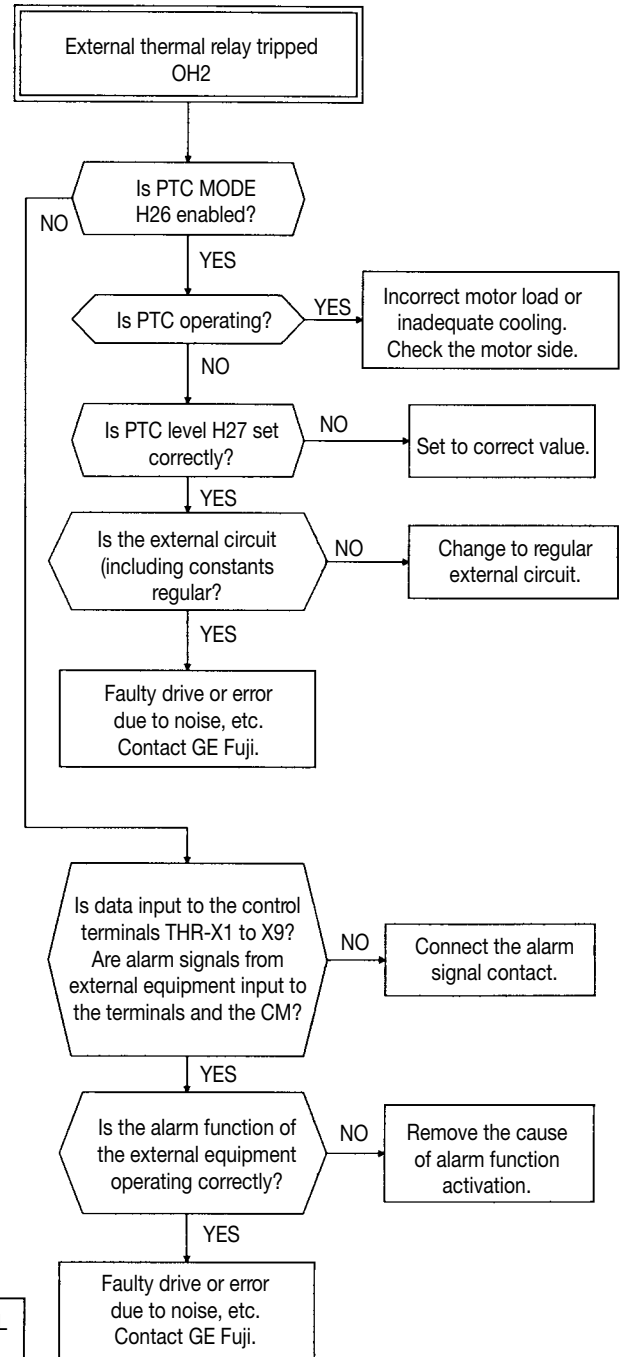 External thermal relay tripped
OH2
Is PTC MODE
H26 enabled?
NO
YES
Is PTC operating?
YES
Incorrect motor load or
inadequate cooling.
Check the motor side.
NO
Is PTC level H27 set
correctly?
NO
Set to correct value.
YES
Is the external circuit
(including constants
regular?
NO
Change to regular
external circuit.
YES
Faulty drive or error
due to noise, etc.
Contact GE Fuji.
Is data input to the control
terminals THR-X1 to X9?
Are alarm signals from
external equipment input to
the terminals and the CM?
NO
Connect the alarm
signal contact.
YES
Is the alarm function of
the external equipment
operating correctly?
NO
Remove the cause
of alarm function
activation.
YES
Faulty drive or error
due to noise, etc.
Contact GE Fuji.